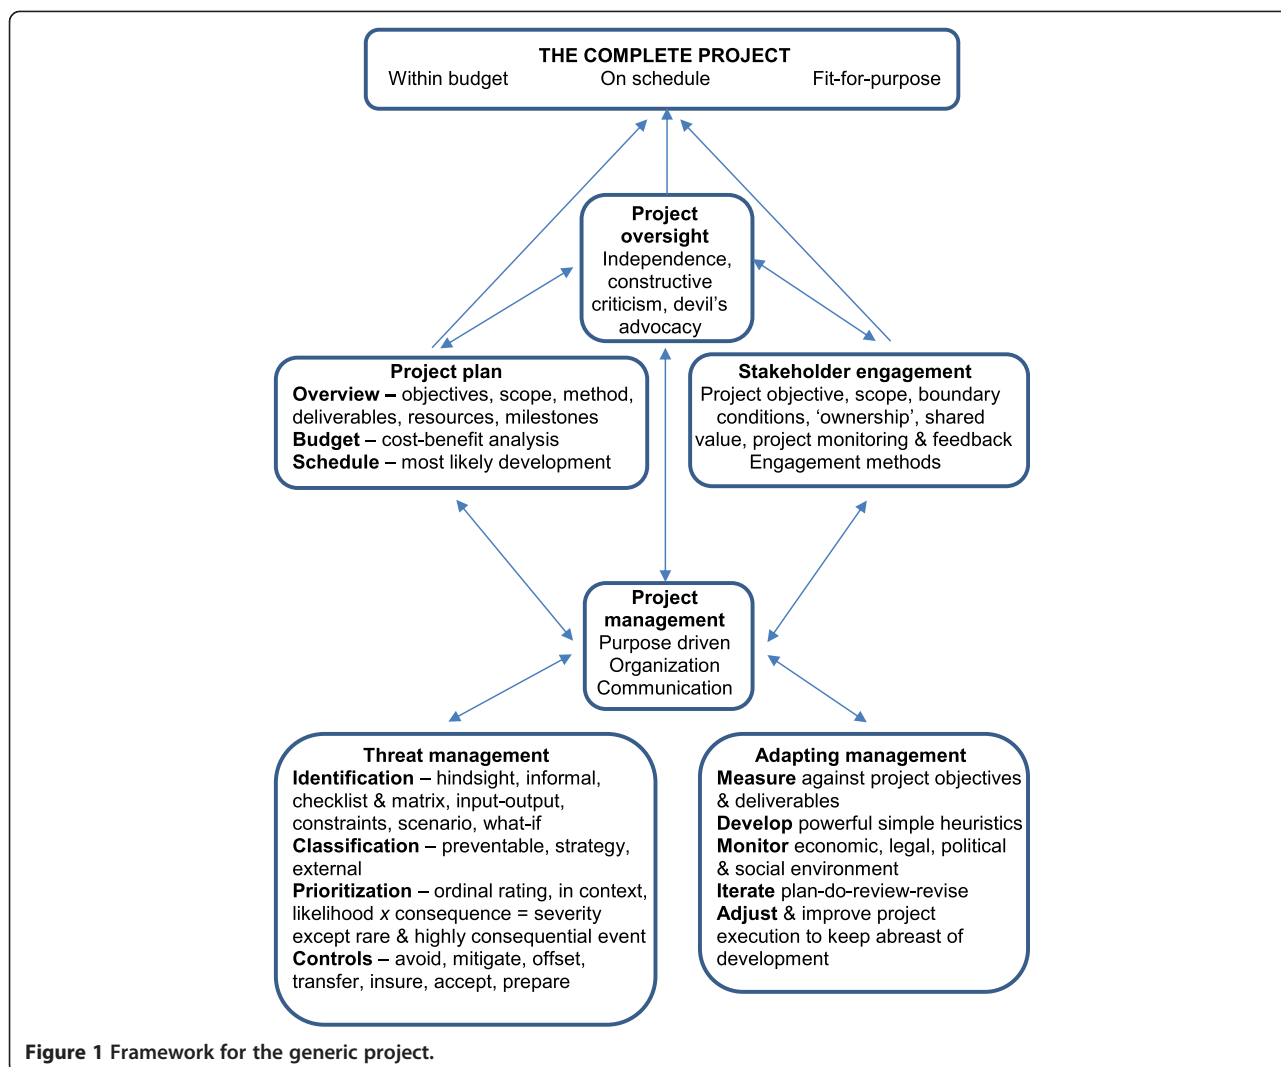 THE COMPLETE PROJECT
Within budget On schedule Fit-for-purpose
Project
oversight
Independence,
constructive
criticism, devil's
advocacy
Project plan
Overview – objectives, scope, method,
deliverables, resources, milestones
Budget – cost-benefit analysis
Schedule – most likely development
Stakeholder engagement
Project objective, scope, boundary
conditions, ‘ownership’, shared
value, project monitoring & feedback
Engagement methods
Project
management
Purpose driven
Organization
Communication
Threat management
Identification – hindsight, informal,
checklist & matrix, input-output,
constraints, scenario, what-if
Classification – preventable, strategy,
external
Prioritization – ordinal rating, in context,
likelihood x consequence = severity
except rare & highly consequential event
Controls – avoid, mitigate, offset,
transfer, insure, accept, prepare
Adapting management
Measure against project objectives
& deliverables
Develop powerful simple heuristics
Monitor economic, legal, political
& social environment
Iterate plan-do-review-revise
Adjust & improve project
execution to keep abreast of
development
Figure 1 Framework for the generic project.